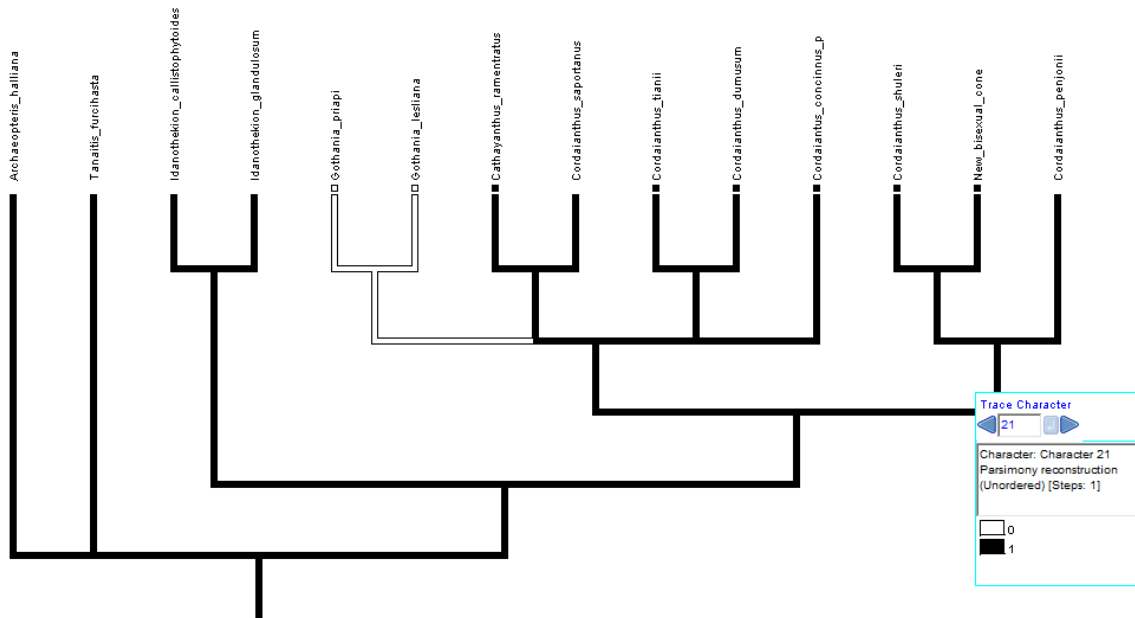 Archaeopteris_halliana
Tanaitis_furcihasta
Idanothekion_callistophytoides
Idanothekion_glandulosum
Gothania_priapi
Gothania_lesliana
Cathayanthus_ramentratus
Cordaianthus_saportanus
Cordaianthus_tianii
Cordaianthus_dumusum
Cordaiantus_concinnus_p
Cordaianthus_shuleri
New_bisexual_cone
Cordaianthus_penjonii
Trace Character
21
Character: Character 21
Parsimony reconstruction
(Unordered) [Steps: 1]
0
1